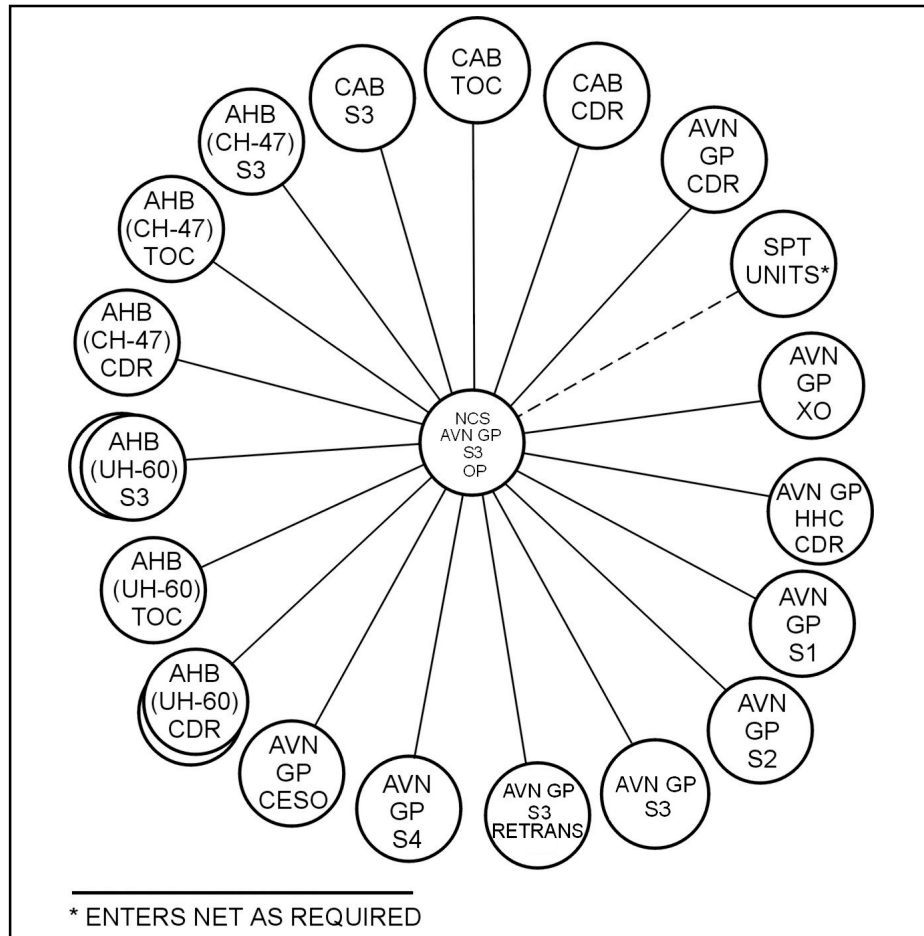 CAB
TOC
CAB
CDR
AVN
GP
CDR
SPT
UNITS*
AVN
GP
XO
AVN GP
HHC
CDR
AVN
GP
S1
AVN
GP
S2
AVN GP
S3
AVN GP
S3
RETRANS
AVN
GP
S4
AVN
GP
CESO
AHB
(UH-60)
CDR
AHB
(UH-60)
TOC
AHB
(UH-60)
S3
AHB
(CH-47)
CDR
AHB
(CH-47)
TOC
AHB
(CH-47)
S3
CAB
S3
NCS
AVN GP
S3
OP
* ENTERS NET AS REQUIRED